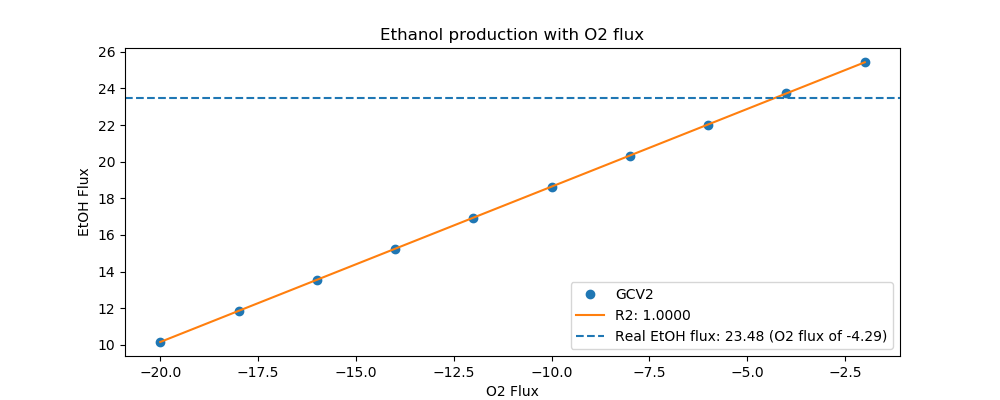 Ethanol production with O2 flux
26
24
22
20
18
16
14
12
10
EtOH Flux
GCV2
R2: 1.0000
Real EtOH flux: 23.48 (O2 flux of -4.29)
−20.0 −17.5 −15.0 −12.5 −10.0 −7.5 −5.0 −2.5
O2 Flux